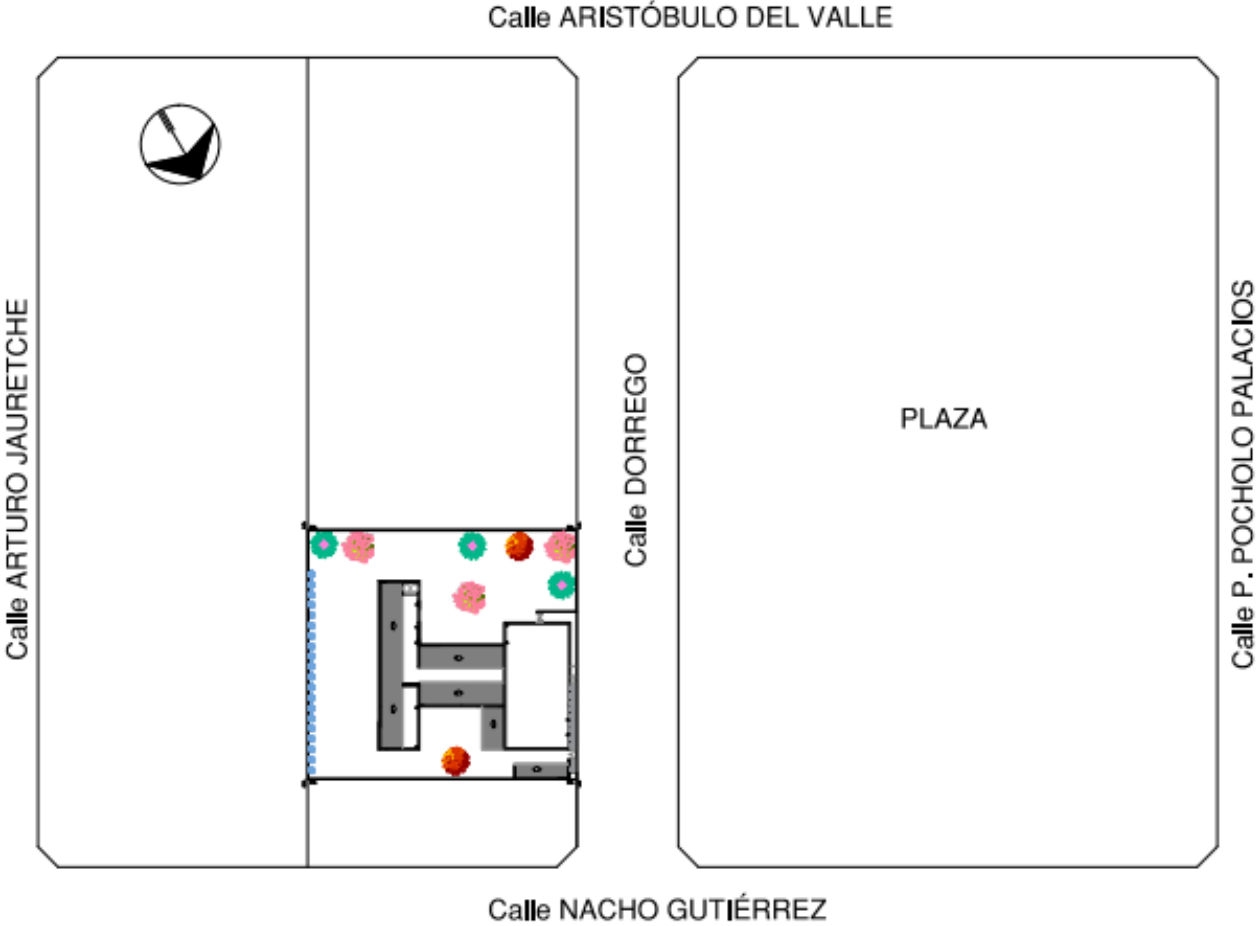 Calle ARISTÓBULO DEL VALLE
Calle ARTURO JAURETCHE
Calle DORREGO
PLAZA
Calle P. POCHOLO PALACIOS
Calle NACHO GUTIÉRREZ